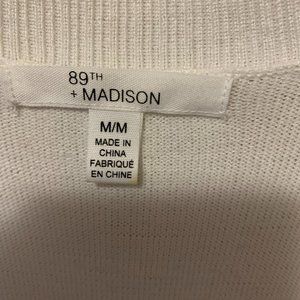 89TH
+ MADISON
M/M
MADE IN
CHINA
FABRIQUÉ
EN CHINE